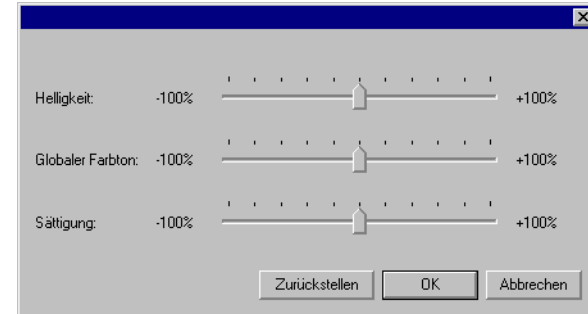 Helligkeit: -100% +100%
Globaler Farbton: -100% +100%
Sättigung: -100% +100%
Zurückstellen OK Abbrechen